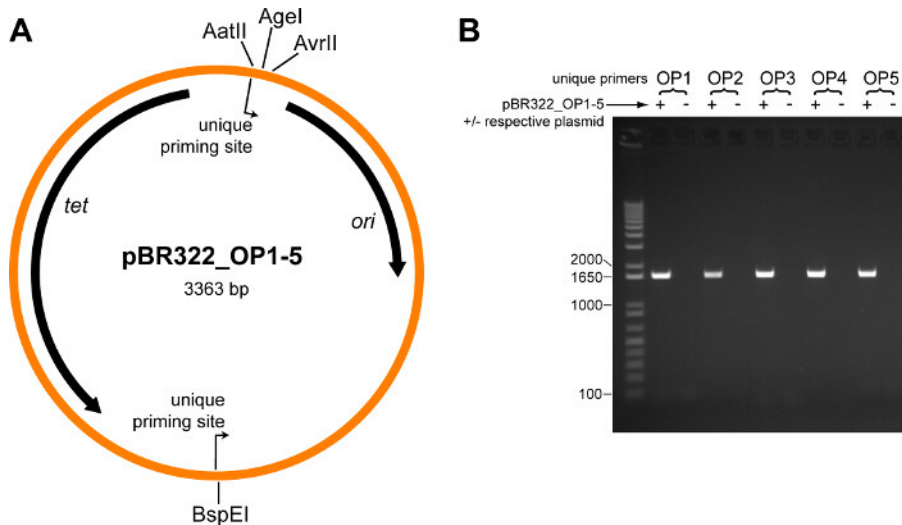 A
AatII
AgeI
AvrII
unique
priming site
tet
ori
pBR322_OP1-5
3363 bp
unique
priming site
BspEI
B
unique primers OP1 OP2 OP3 OP4 OP5
pBR322_OP1-5 + - + - + - + - + -
+/- respective plasmid
2000
1650
1000
100